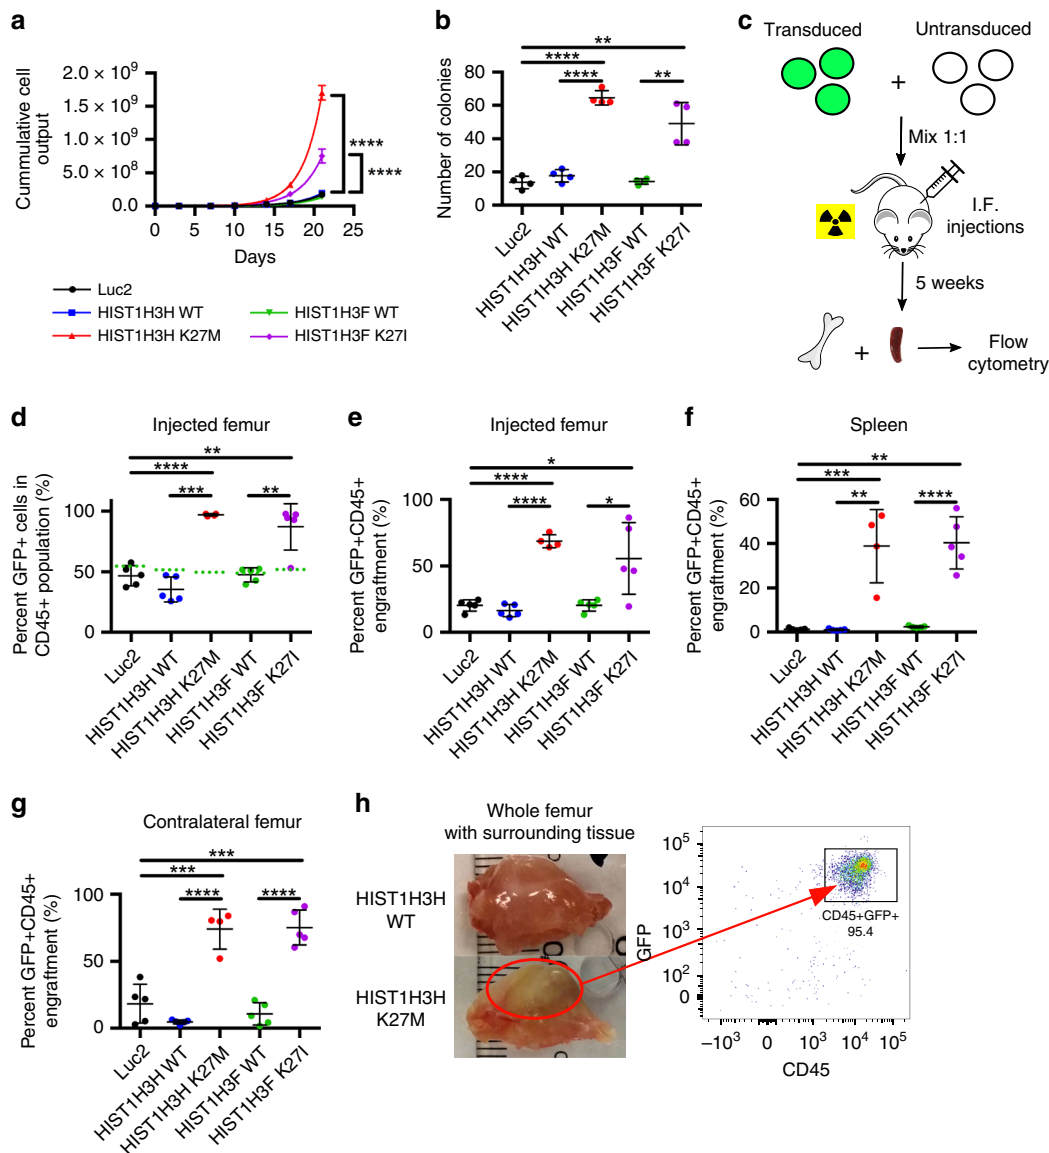 a
Cummulative cell
output
2.0 × 10⁹
1.5 × 10⁹
1.0 × 10⁹
5.0 × 10⁸
0.0
0
5
10
15
20
25
Days
****
****
Luc2
HIST1H3H WT
HIST1H3F WT
HIST1H3H K27M
HIST1H3F K27I
b
Number of colonies
80
60
40
20
0
**
****
****
**
Luc2
HIST1H3H WT
HIST1H3H K27M
HIST1H3F WT
HIST1H3F K27I
c
Transduced
Untransduced
+
Mix 1:1
I.F.
injections
5 weeks
+
Flow
cytometry
d
Injected femur
Percent GFP+ cells in
CD45+ population (%)
100
50
0
**
****
***
**
Luc2
HIST1H3H WT
HIST1H3H K27M
HIST1H3F WT
HIST1H3F K27I
e
Injected femur
Percent GFP+CD45+
engraftment (%)
100
50
0
*
****
****
*
Luc2
HIST1H3H WT
HIST1H3H K27M
HIST1H3F WT
HIST1H3F K27I
f
Spleen
Percent GFP+CD45+
engraftment (%)
60
40
20
0
**
***
**
****
Luc2
HIST1H3H WT
HIST1H3H K27M
HIST1H3F WT
HIST1H3F K27I
g
Contralateral femur
Percent GFP+CD45+
engraftment (%)
100
50
0
***
***
****
****
Luc2
HIST1H3H WT
HIST1H3H K27M
HIST1H3F WT
HIST1H3F K27I
h
Whole femur
with surrounding tissue
HIST1H3H
WT
HIST1H3H
K27M
GFP
10⁵
10⁴
10²
0
CD45+GFP+
95.4
−10³
0
10³
10⁴
10⁵
CD45